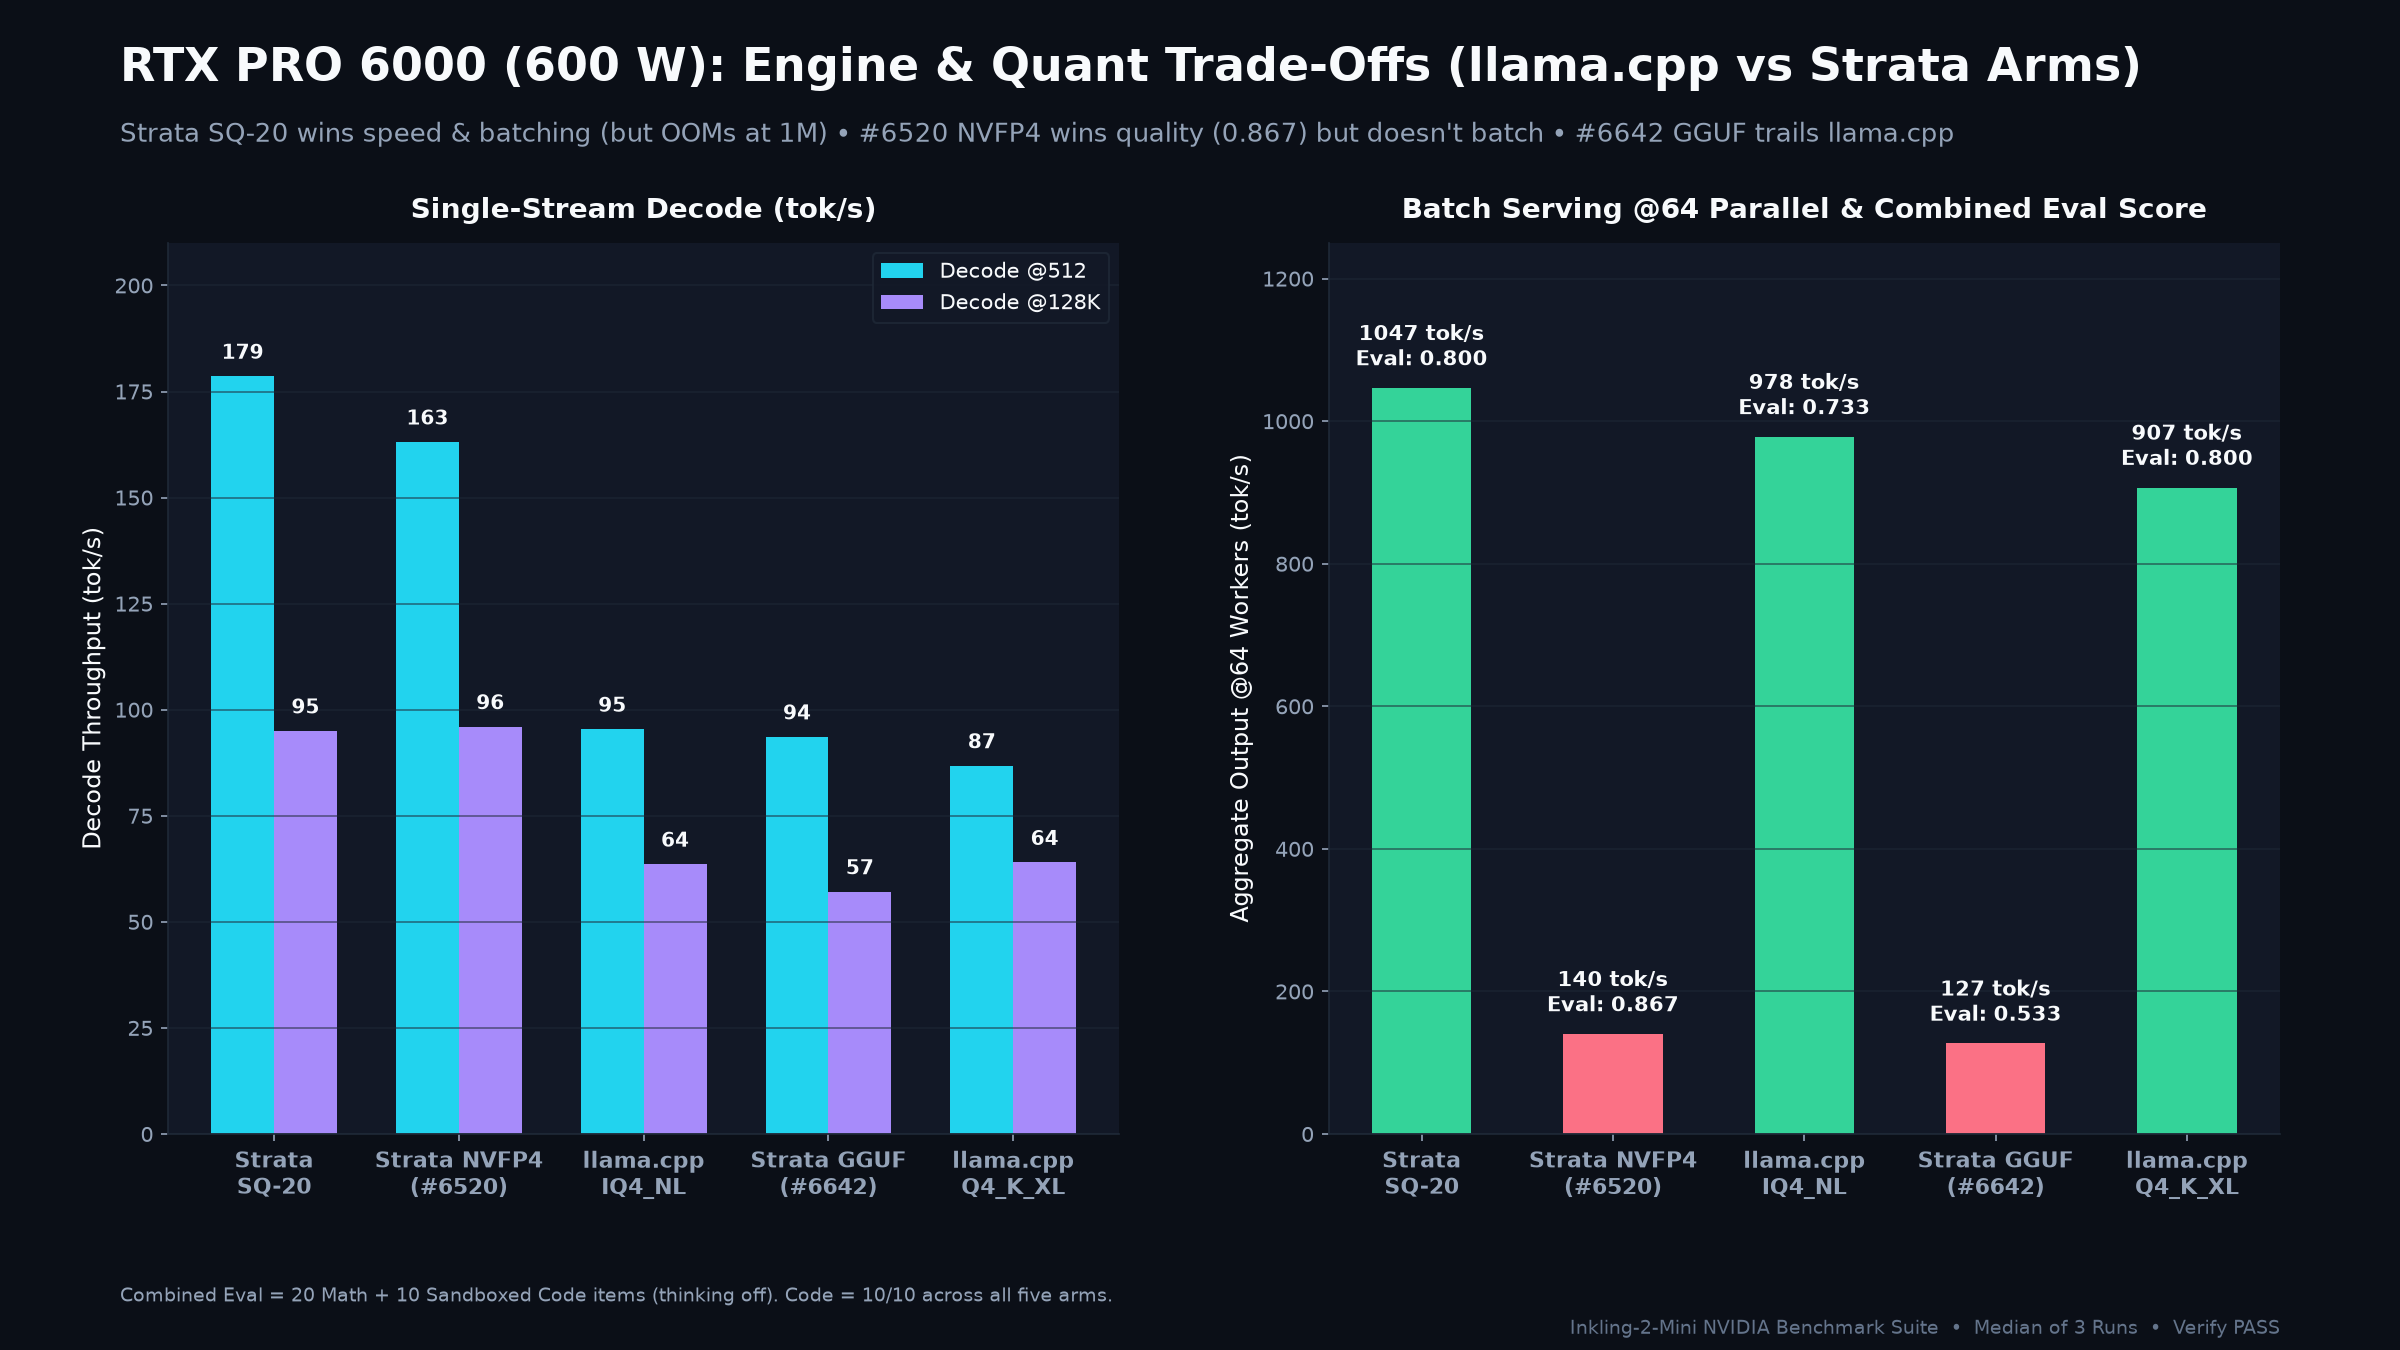 RTX PRO 6000 (600 W): Engine & Quant Trade-Offs (llama.cpp vs Strata Arms)
Strata SQ-20 wins speed & batching (but OOMs at 1M) • #6520 NVFP4 wins quality (0.867) but doesn't batch • #6642 GGUF trails llama.cpp
Single-Stream Decode (tok/s)
Decode @512
Decode @128K
Decode Throughput (tok/s)
200
175
150
125
100
75
50
25
0
179
95
163
96
95
64
94
57
87
64
Strata
SQ-20
Strata NVFP4
(#6520)
llama.cpp
IQ4_NL
Strata GGUF
(#6642)
llama.cpp
Q4_K_XL
Batch Serving @64 Parallel & Combined Eval Score
Aggregate Output @64 Workers (tok/s)
1200
1000
800
600
400
200
0
1047 tok/s
Eval: 0.800
140 tok/s
Eval: 0.867
978 tok/s
Eval: 0.733
127 tok/s
Eval: 0.533
907 tok/s
Eval: 0.800
Strata
SQ-20
Strata NVFP4
(#6520)
llama.cpp
IQ4_NL
Strata GGUF
(#6642)
llama.cpp
Q4_K_XL
Combined Eval = 20 Math + 10 Sandboxed Code items (thinking off). Code = 10/10 across all five arms.
Inkling-2-Mini NVIDIA Benchmark Suite • Median of 3 Runs • Verify PASS